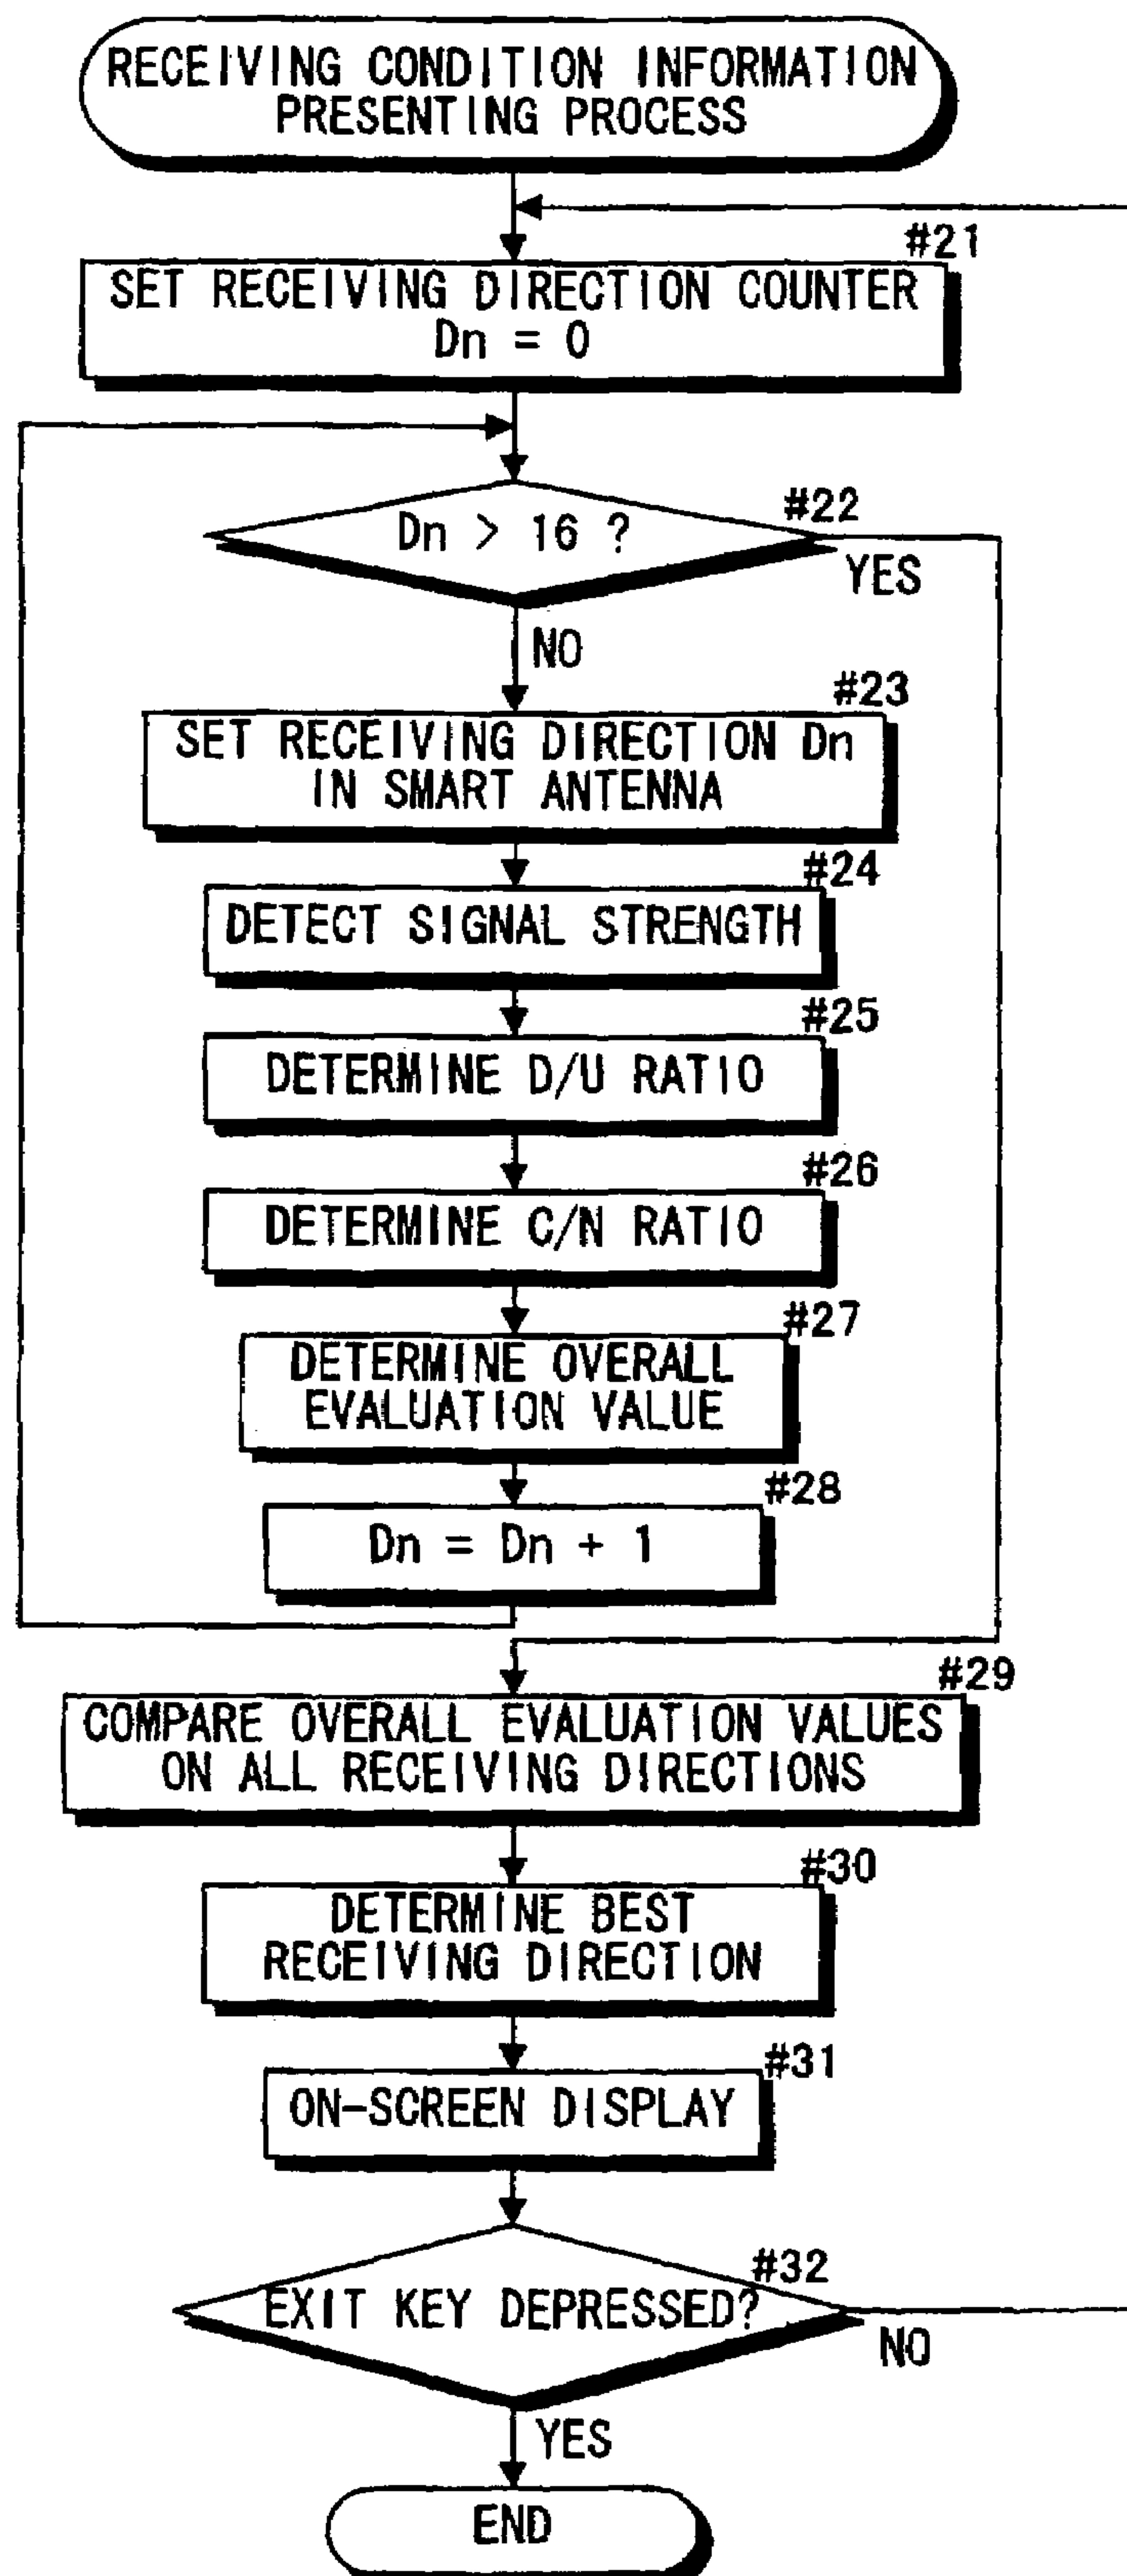 RECEIVING CONDITION INFORMATION
PRESENTING PROCESS
#21
SET RECEIVING DIRECTION COUNTER
Dn = 0
#22
Dn > 16 ?
YES
NO
#23
SET RECEIVING DIRECTION Dn
IN SMART ANTENNA
#24
DETECT SIGNAL STRENGTH
#25
DETERMINE D/U RATIO
#26
DETERMINE C/N RATIO
#27
DETERMINE OVERALL
EVALUATION VALUE
#28
Dn = Dn + 1
#29
COMPARE OVERALL EVALUATION VALUES
ON ALL RECEIVING DIRECTIONS
#30
DETERMINE BEST
RECEIVING DIRECTION
#31
ON-SCREEN DISPLAY
#32
EXIT KEY DEPRESSED?
NO
YES
END